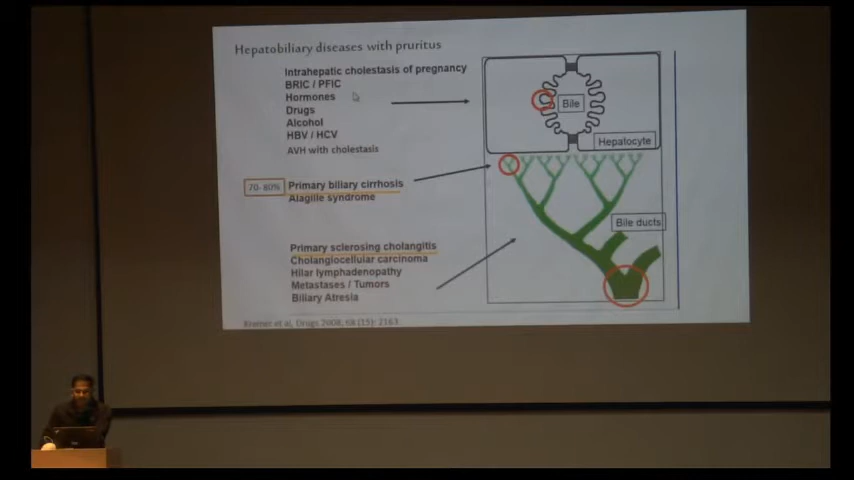 Hepatobiliary diseases with pruritus
Intrahepatic cholestasis of pregnancy
BRIC / PFIC
Hormones
Drugs
Alcohol
HBV / HCV
AVH with cholestasis
Bile
Hepatocyte
70-80%
Primary biliary cirrhosis
Alagille syndrome
Bile ducts
Primary sclerosing cholangitis
Cholangiocellular carcinoma
Hilar lymphadenopathy
Metastases / Tumors
Biliary Atresia
et al, Drugs 2008, 68 (15): 2163